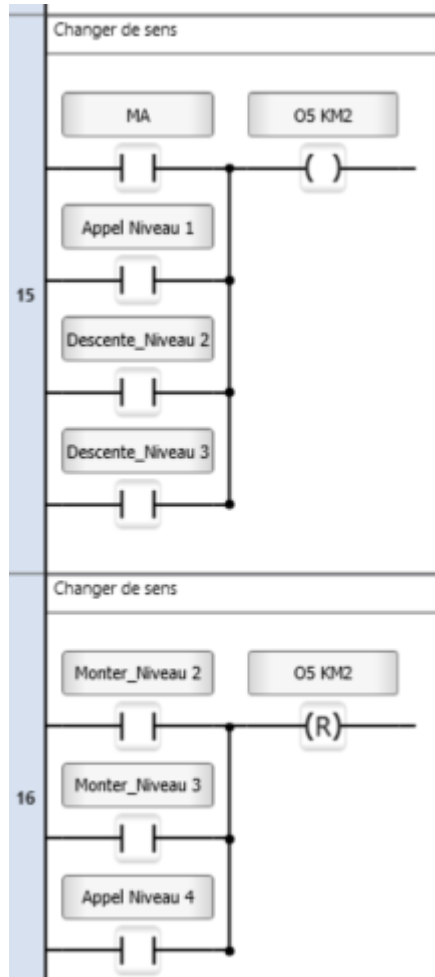 Changer de sens
MA
O5 KM2
( )
Appel Niveau 1
15
Descente_Niveau 2
Descente_Niveau 3
Changer de sens
Monter_Niveau 2
O5 KM2
(R)
Monter_Niveau 3
16
Appel Niveau 4